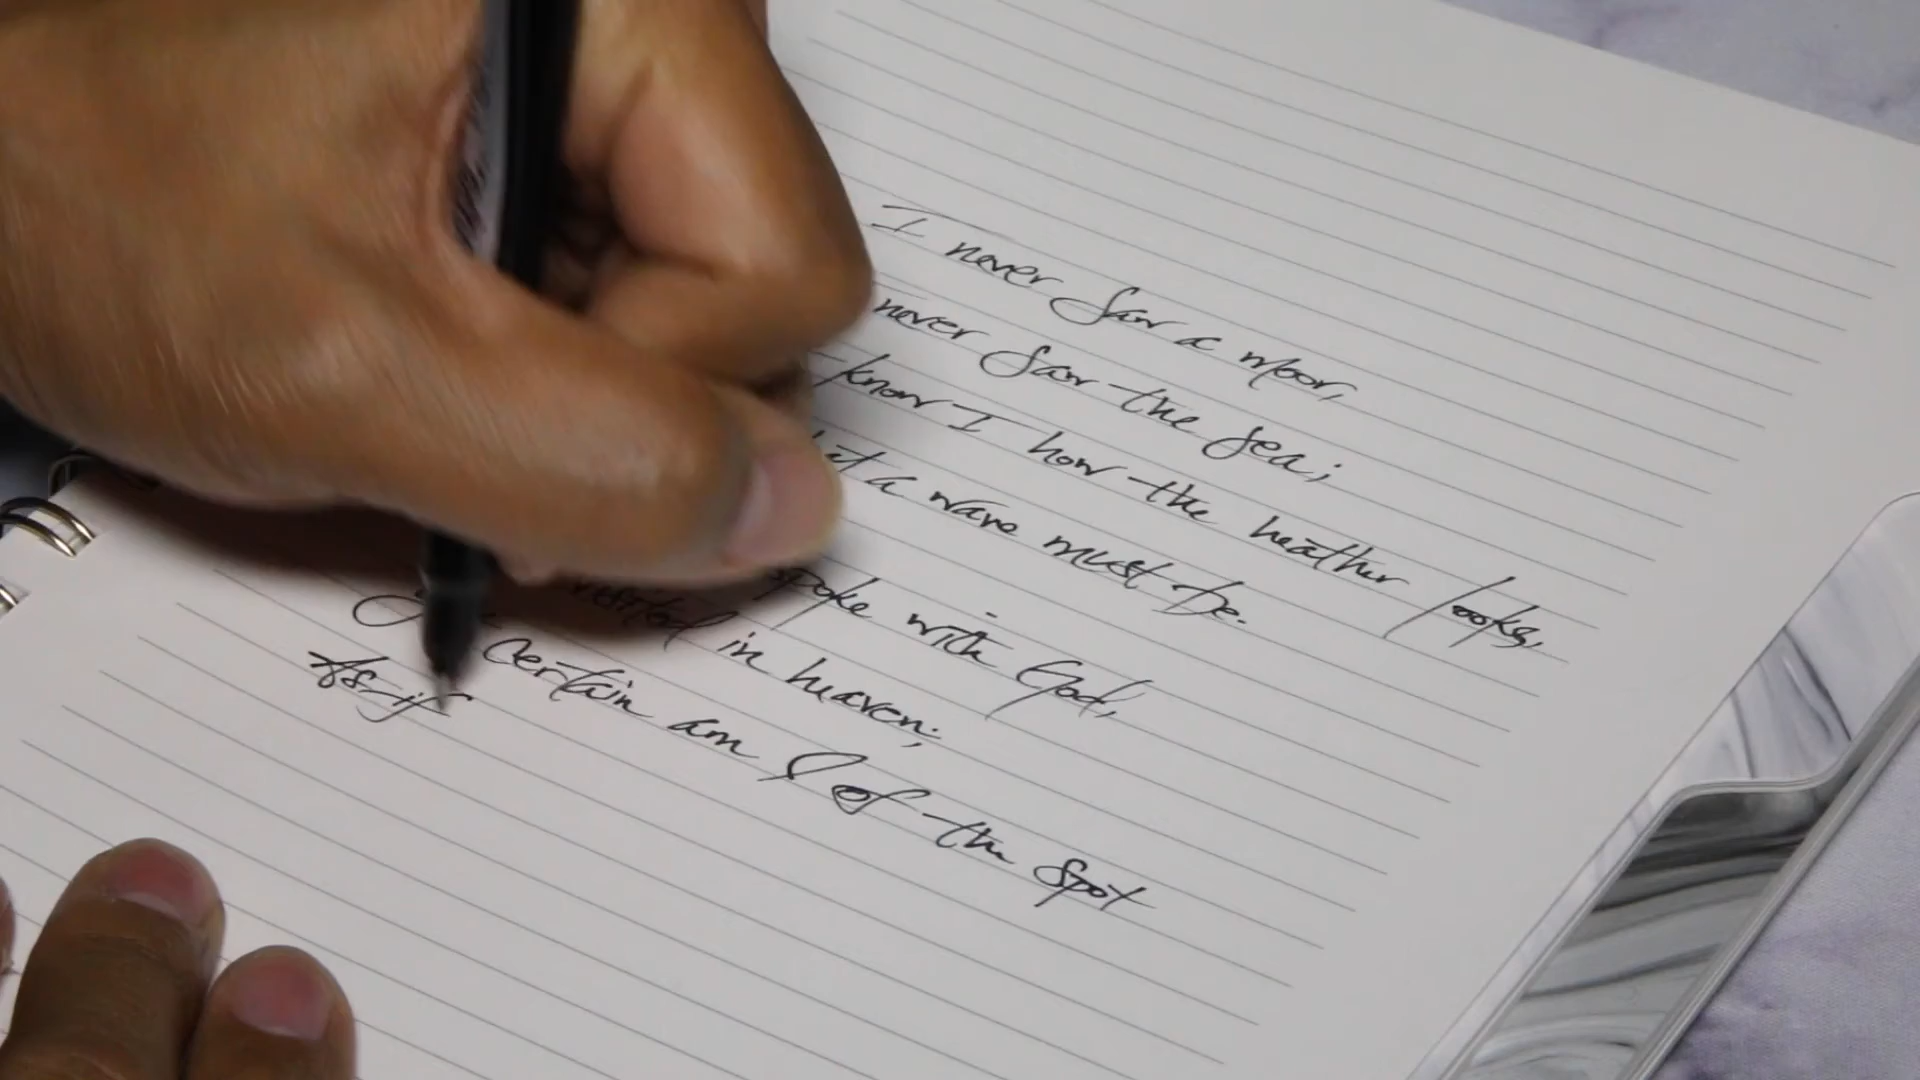 I never saw a moor,
never saw the sea;
know I how the heather looks,
it a wave must be.
spoke with God,
visited in heaven;
certain am I of the spot
As if